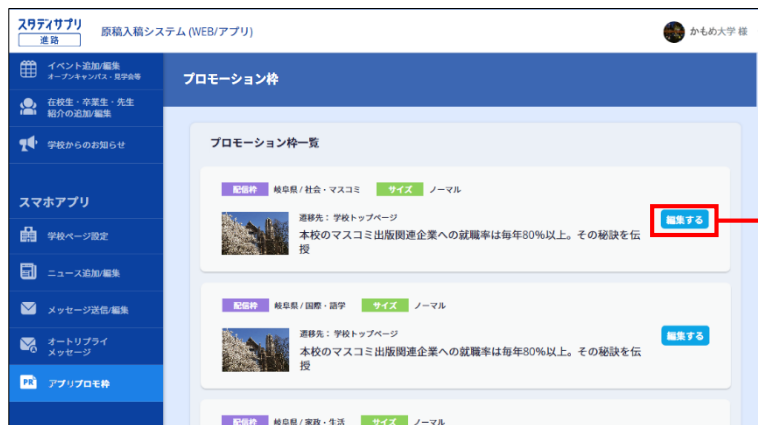 スタディサプリ
進路
原稿入稿システム (WEB/アプリ)
かもめ大学 様
イベント追加/編集
オープンキャンパス・見学会等
在校生・卒業生・先生
紹介の追加/編集
学校からのお知らせ
スマホアプリ
学校ページ設定
ニュース追加/編集
メッセージ送信/編集
オートリプライ
メッセージ
PR アプリプロモ枠
プロモーション枠
プロモーション枠一覧
配信枠 岐阜県/社会・マスコミ サイズ ノーマル
遷移先：学校トップページ
本校のマスコミ出版関連企業への就職率は毎年80%以上。その秘訣を伝
授
編集する
配信枠 岐阜県/国際・語学 サイズ ノーマル
遷移先：学校トップページ
本校のマスコミ出版関連企業への就職率は毎年80%以上。その秘訣を伝
授
編集する
配信枠 岐阜県/家政・生活 サイズ ノーマル